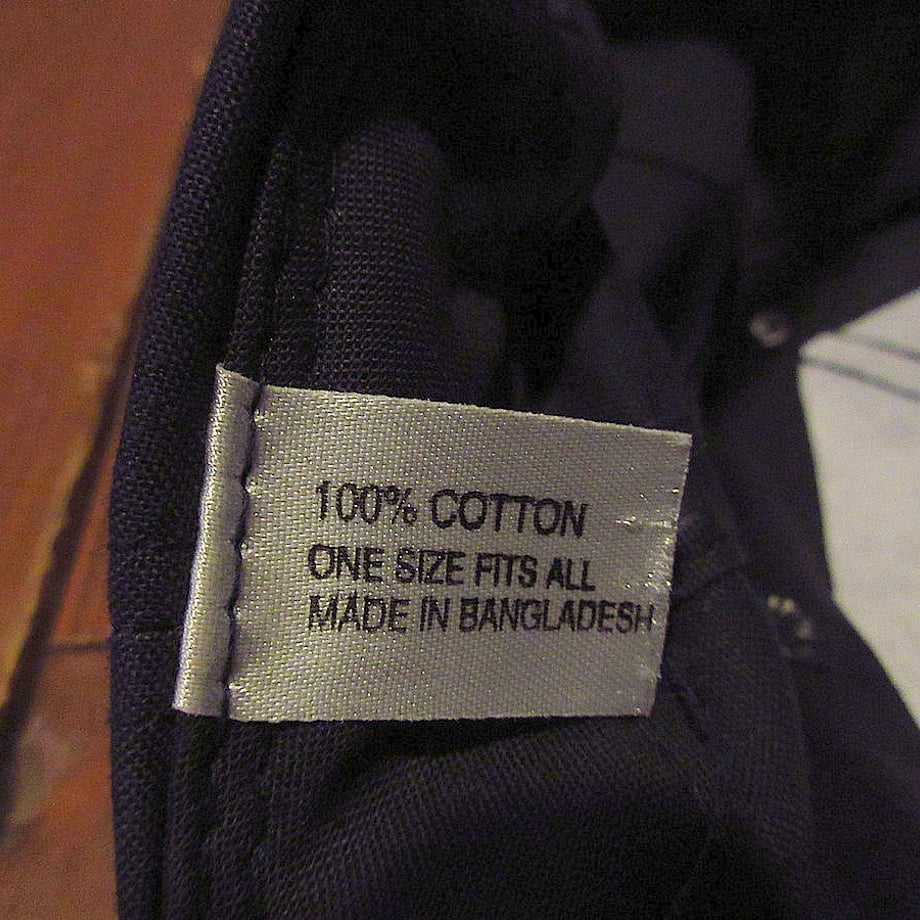 100% COTTON
ONE SIZE FITS ALL
MADE IN BANGLADESH